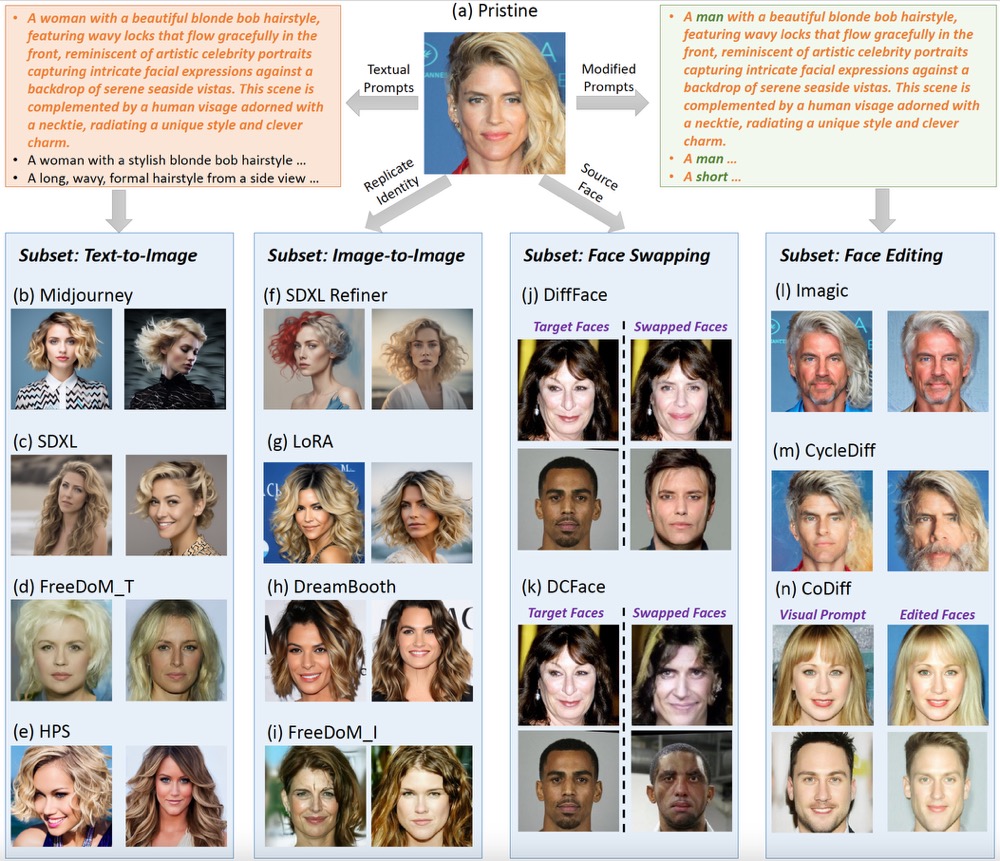 (a) Pristine
• A woman with a beautiful blonde bob hairstyle,
featuring wavy locks that flow gracefully in the
front, reminiscent of artistic celebrity portraits
capturing intricate facial expressions against a
backdrop of serene seaside vistas. This scene is
complemented by a human visage adorned with
a necktie, radiating a unique style and clever
charm.
• A woman with a stylish blonde bob hairstyle ...
• A long, wavy, formal hairstyle from a side view ...
Textual
Prompts
Modified
Prompts
• A man with a beautiful blonde bob hairstyle,
featuring wavy locks that flow gracefully in the
front, reminiscent of artistic celebrity portraits
capturing intricate facial expressions against a
backdrop of serene seaside vistas. This scene is
complemented by a human visage adorned with
a necktie, radiating a unique style and clever
charm.
• A man ...
• A short ...
Replicate
Identity
Source
Face
Subset: Text-to-Image
(b) Midjourney
(c) SDXL
(d) FreeDoM_T
(e) HPS
Subset: Image-to-Image
(f) SDXL Refiner
(g) LoRA
(h) DreamBooth
(i) FreeDoM_I
Subset: Face Swapping
(j) DiffFace
Target Faces
Swapped Faces
(k) DCFace
Target Faces
Swapped Faces
Subset: Face Editing
(l) Imagic
(m) CycleDiff
(n) CoDiff
Visual Prompt
Edited Faces